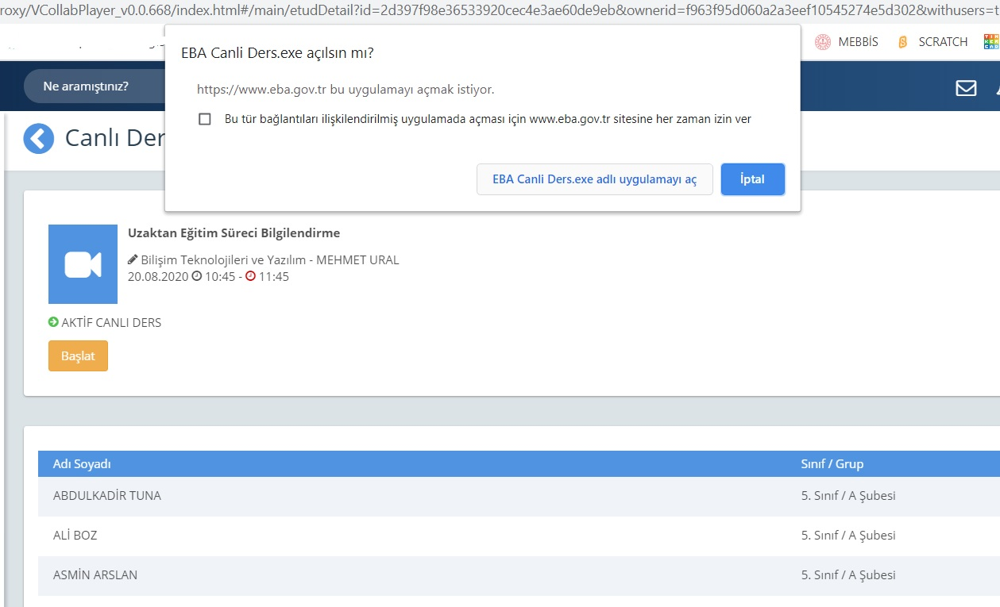 roxy/VCollabPlayer_v0.0.668/index.html#/main/etudDetail?id=2d397f98e36533920cec4e3ae60de9eb&ownerid=f963f95d060a2a3eef10545274e5d302&withusers=t
MEBBİS
SCRATCH
EBA Canli Ders.exe açılsın mı?
https://www.eba.gov.tr bu uygulamayı açmak istiyor.
Bu tür bağlantıları ilişkilendirilmiş uygulamada açması için www.eba.gov.tr sitesine her zaman izin ver
EBA Canli Ders.exe adlı uygulamayı aç
İptal
Ne aramıştınız?
Canlı Der
Uzaktan Eğitim Süreci Bilgilendirme
Bilişim Teknolojileri ve Yazılım - MEHMET URAL
20.08.2020 10:45 - 11:45
AKTİF CANLI DERS
Başlat
Adı Soyadı Sınıf / Grup
ABDULKADİR TUNA 5. Sınıf / A Şubesi
ALİ BOZ 5. Sınıf / A Şubesi
ASMİN ARSLAN 5. Sınıf / A Şubesi